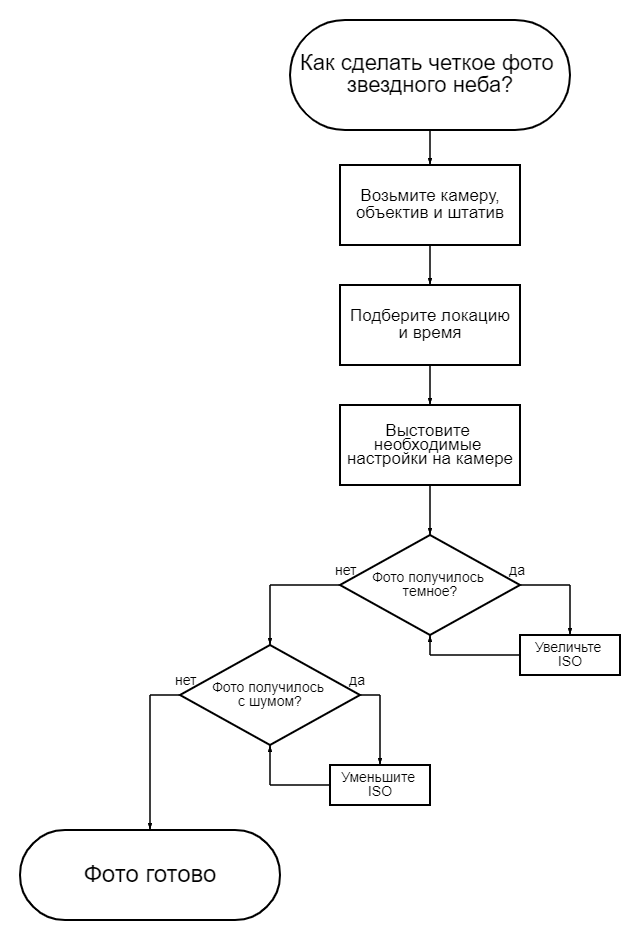 Как сделать четкое фото
звездного неба?
Возьмите камеру,
объектив и штатив
Подберите локацию
и время
Выстовите
необходимые
настройки на камере
нет
Фото получилось
темное?
да
Увеличьте
ISO
нет
Фото получилось
с шумом?
да
Уменьшите
ISO
Фото готово